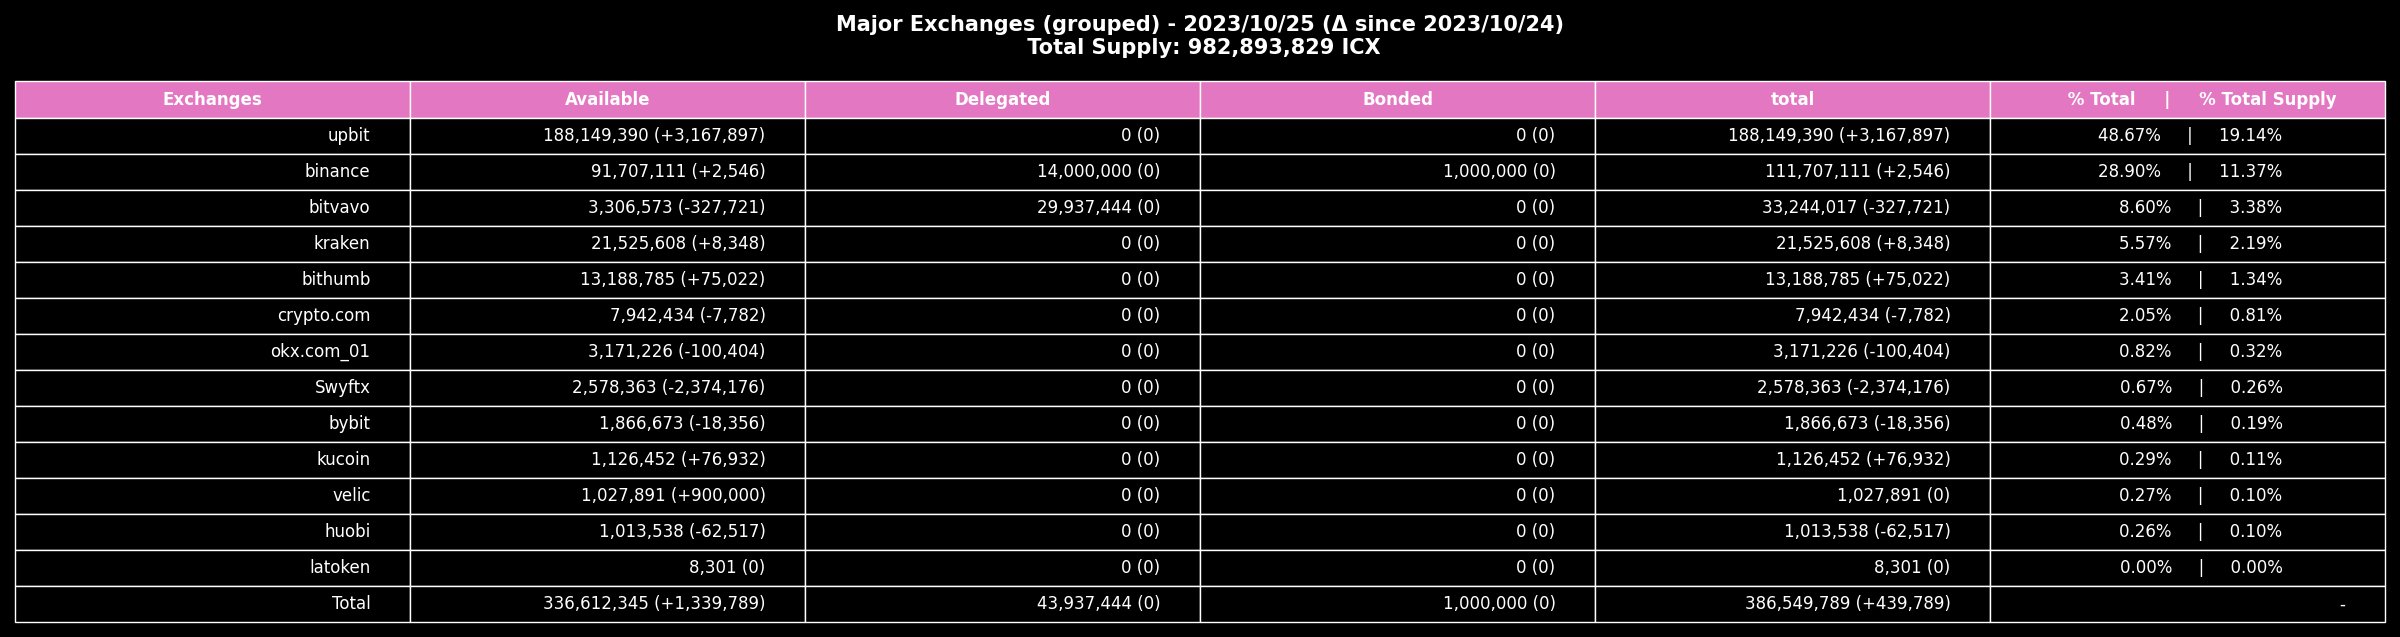 Major Exchanges (grouped) - 2023/10/25 (Δ since 2023/10/24)
Total Supply: 982,893,829 ICX
Exchanges Available Delegated Bonded total % Total | % Total Supply
upbit 188,149,390 (+3,167,897) 0 (0) 0 (0) 188,149,390 (+3,167,897) 48.67% | 19.14%
binance 91,707,111 (+2,546) 14,000,000 (0) 1,000,000 (0) 111,707,111 (+2,546) 28.90% | 11.37%
bitvavo 3,306,573 (-327,721) 29,937,444 (0) 0 (0) 33,244,017 (-327,721) 8.60% | 3.38%
kraken 21,525,608 (+8,348) 0 (0) 0 (0) 21,525,608 (+8,348) 5.57% | 2.19%
bithumb 13,188,785 (+75,022) 0 (0) 0 (0) 13,188,785 (+75,022) 3.41% | 1.34%
crypto.com 7,942,434 (-7,782) 0 (0) 0 (0) 7,942,434 (-7,782) 2.05% | 0.81%
okx.com_01 3,171,226 (-100,404) 0 (0) 0 (0) 3,171,226 (-100,404) 0.82% | 0.32%
Swyftx 2,578,363 (-2,374,176) 0 (0) 0 (0) 2,578,363 (-2,374,176) 0.67% | 0.26%
bybit 1,866,673 (-18,356) 0 (0) 0 (0) 1,866,673 (-18,356) 0.48% | 0.19%
kucoin 1,126,452 (+76,932) 0 (0) 0 (0) 1,126,452 (+76,932) 0.29% | 0.11%
velic 1,027,891 (+900,000) 0 (0) 0 (0) 1,027,891 (0) 0.27% | 0.10%
huobi 1,013,538 (-62,517) 0 (0) 0 (0) 1,013,538 (-62,517) 0.26% | 0.10%
latoken 8,301 (0) 0 (0) 0 (0) 8,301 (0) 0.00% | 0.00%
Total 336,612,345 (+1,339,789) 43,937,444 (0) 1,000,000 (0) 386,549,789 (+439,789) -